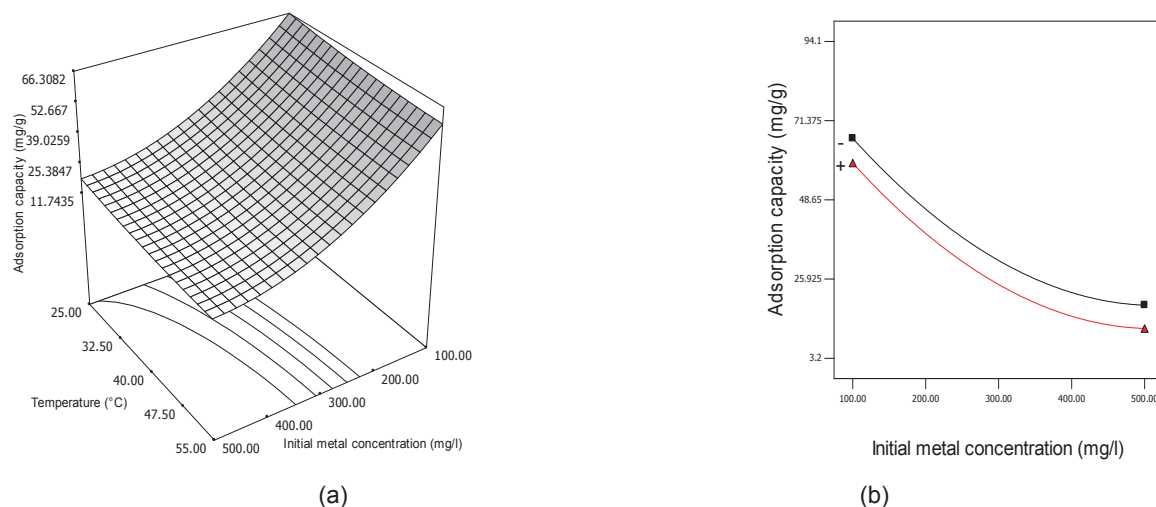 66.3082
52.667
39.0259
25.3847
11.7435
Adsorption capacity (mg/g)
25.00
32.50
40.00
47.50
55.00
Temperature (°C)
500.00
400.00
300.00
200.00
100.00
Initial metal concentration (mg/l)
(a)
94.1
71.375
48.65
25.925
3.2
Adsorption capacity (mg/g)
-
+
100.00 200.00 300.00 400.00 500.00
Initial metal concentration (mg/l)
(b)